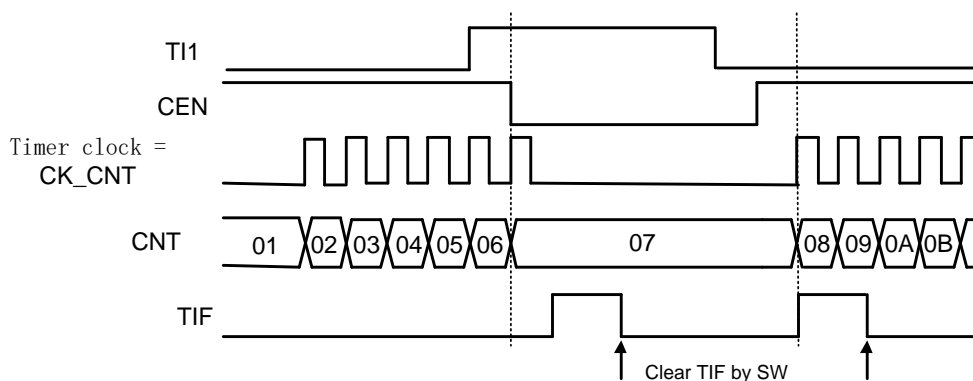 TI1
CEN
Timer clock =
CK_CNT
CNT
01 02 03 04 05 06 07 08 09 0A 0B
TIF
Clear TIF by SW